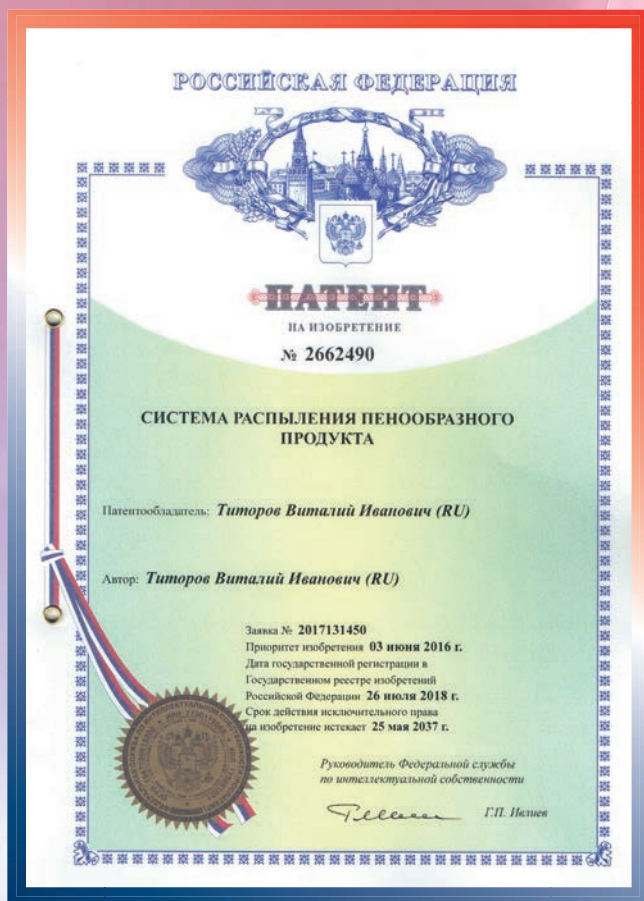 РОССИЙСКАЯ ФЕДЕРАЦИЯ
ПАТЕНТ
НА ИЗОБРЕТЕНИЕ
№ 2662490
СИСТЕМА РАСПЫЛЕНИЯ ПЕНООБРАЗНОГО
ПРОДУКТА
Патентообладатель: Титоров Виталий Иванович (RU)
Автор: Титоров Виталий Иванович (RU)
Заявка № 2017131450
Приоритет изобретения 03 июня 2016 г.
Дата государственной регистрации в
Государственном реестре изобретений
Российской Федерации 26 июля 2018 г.
Срок действия исключительного права
на изобретение истекает 25 мая 2037 г.
Руководитель Федеральной службы
по интеллектуальной собственности
Г.П. Ивлиев